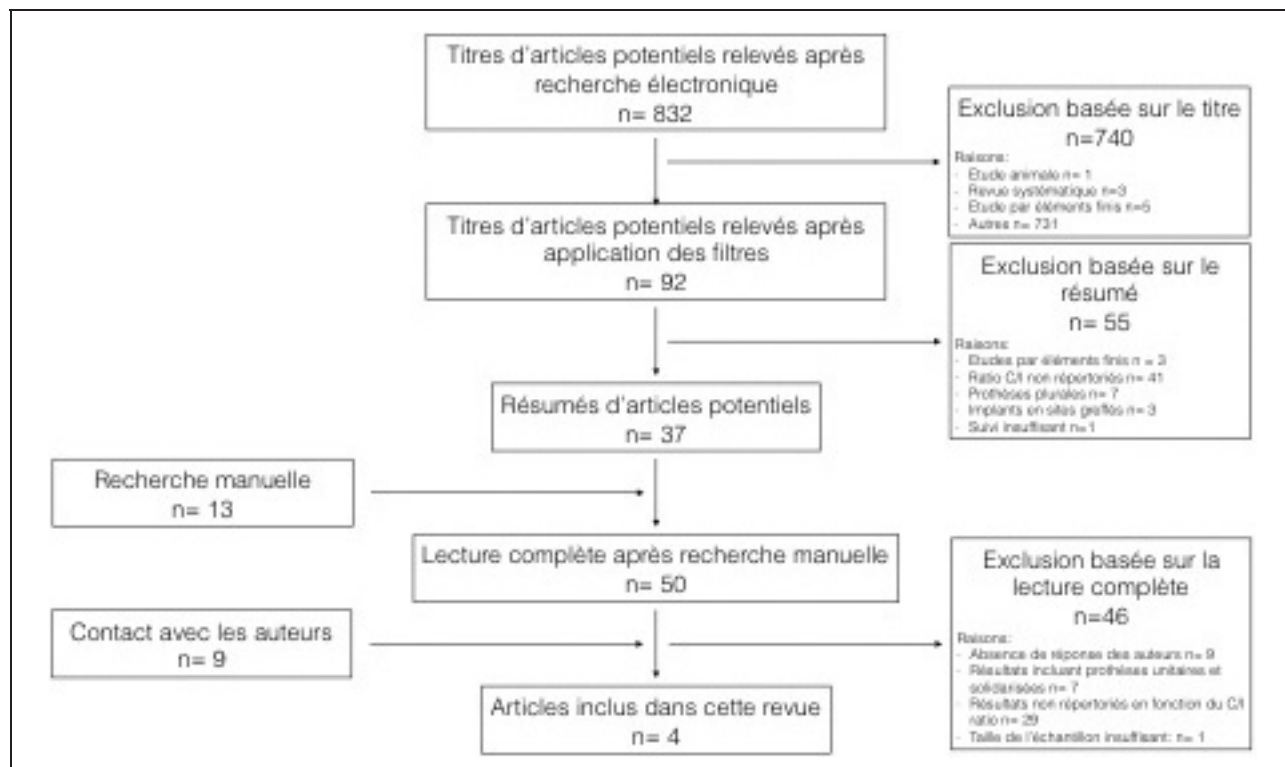 Titres d'articles potentiels relevés après
recherche électronique
n= 832
Exclusion basée sur le titre
n=740
Raisons:
- Etude animale n= 1
- Revue systématique n=3
- Etude par éléments finis n=5
- Autres n= 731
Titres d'articles potentiels relevés après
application des filtres
n= 92
Exclusion basée sur le
résumé
n= 55
Raisons:
- Etudes par éléments finis n = 3
- Ratio C/I non répertoriés n= 41
- Prothèses plurales n= 7
- Implants en sites greffés n= 3
- Suivi insuffisant n=1
Résumés d'articles potentiels
n= 37
Recherche manuelle
n= 13
Lecture complète après recherche manuelle
n= 50
Exclusion basée sur la
lecture complète
n=46
Raisons:
- Absence de réponse des auteurs n= 9
- Résultats incluant prothèses unitaires et
solidarisées n= 7
- Résultats non répertoriés en fonction du C/I
ratio n= 29
- Taille de l'échantillon insuffisant: n= 1
Contact avec les auteurs
n= 9
Articles inclus dans cette revue
n= 4